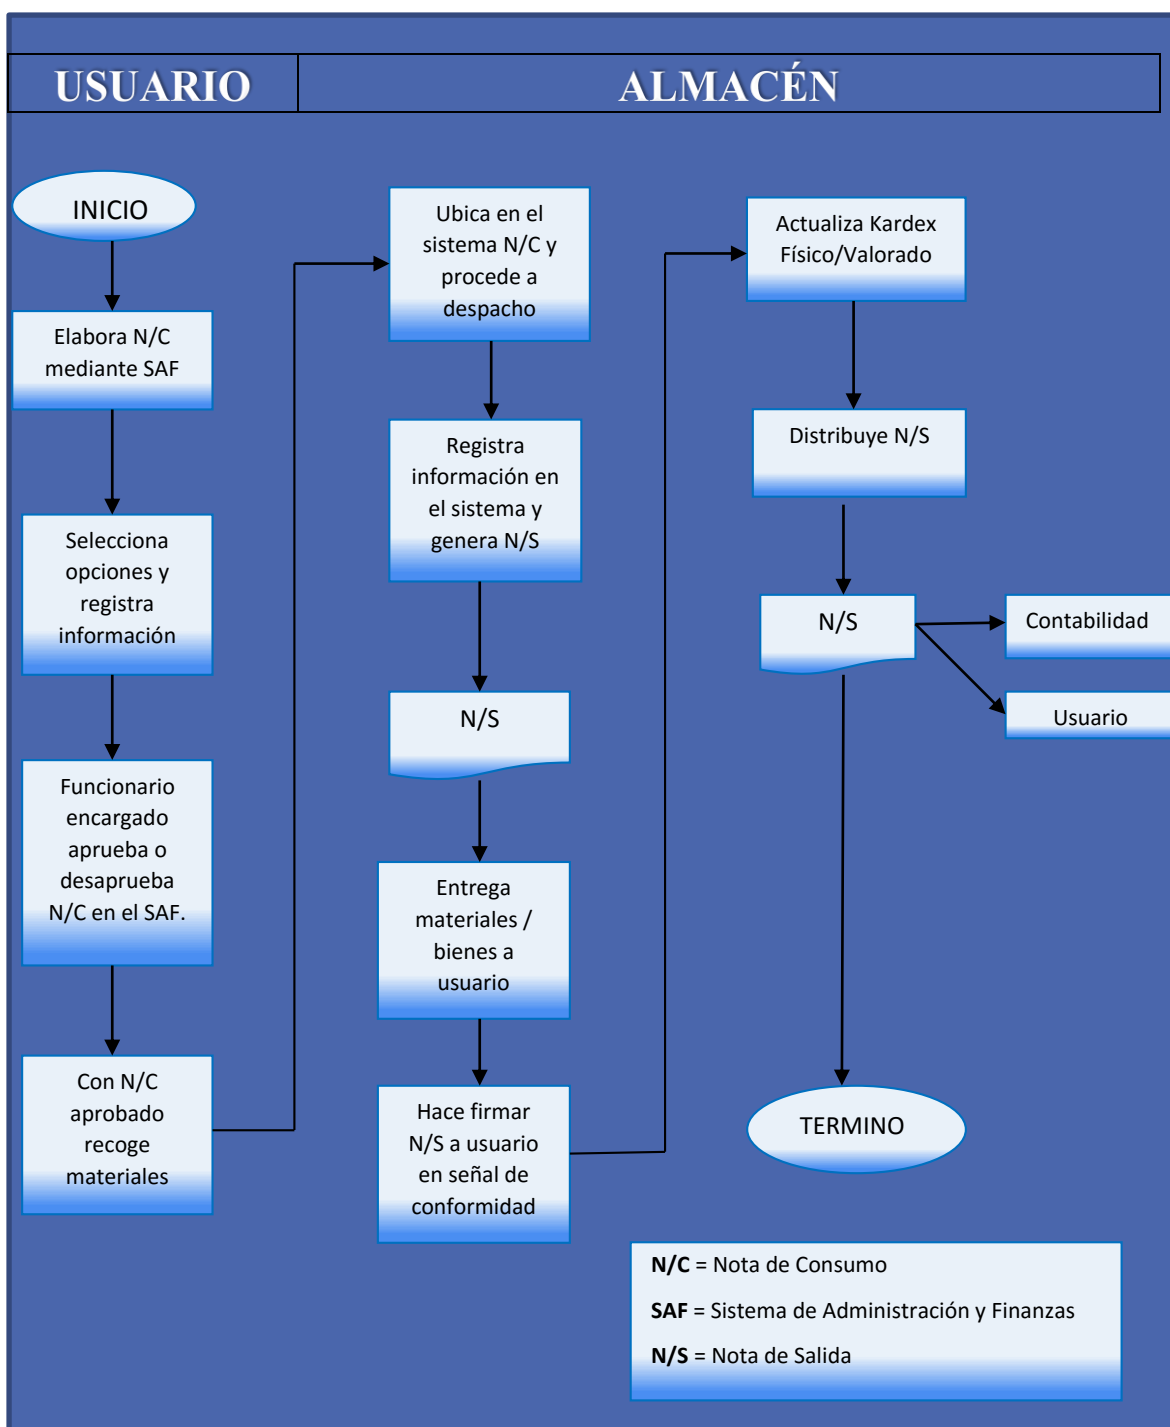 USUARIO
ALMACÉN
INICIO
Elabora N/C
mediante SAF
Selecciona
opciones y
registra
información
Funcionario
encargado
aprueba o
desaprueba
N/C en el SAF.
Con N/C
aprobado
recoge
materiales
Ubica en el
sistema N/C y
procede a
despacho
Registra
información en
el sistema y
genera N/S
N/S
Entrega
materiales /
bienes a
usuario
Hace firmar
N/S a usuario
en señal de
conformidad
Actualiza Kardex
Físico/Valorado
Distribuye N/S
N/S
Contabilidad
Usuario
TERMINO
N/C = Nota de Consumo
SAF = Sistema de Administración y Finanzas
N/S = Nota de Salida